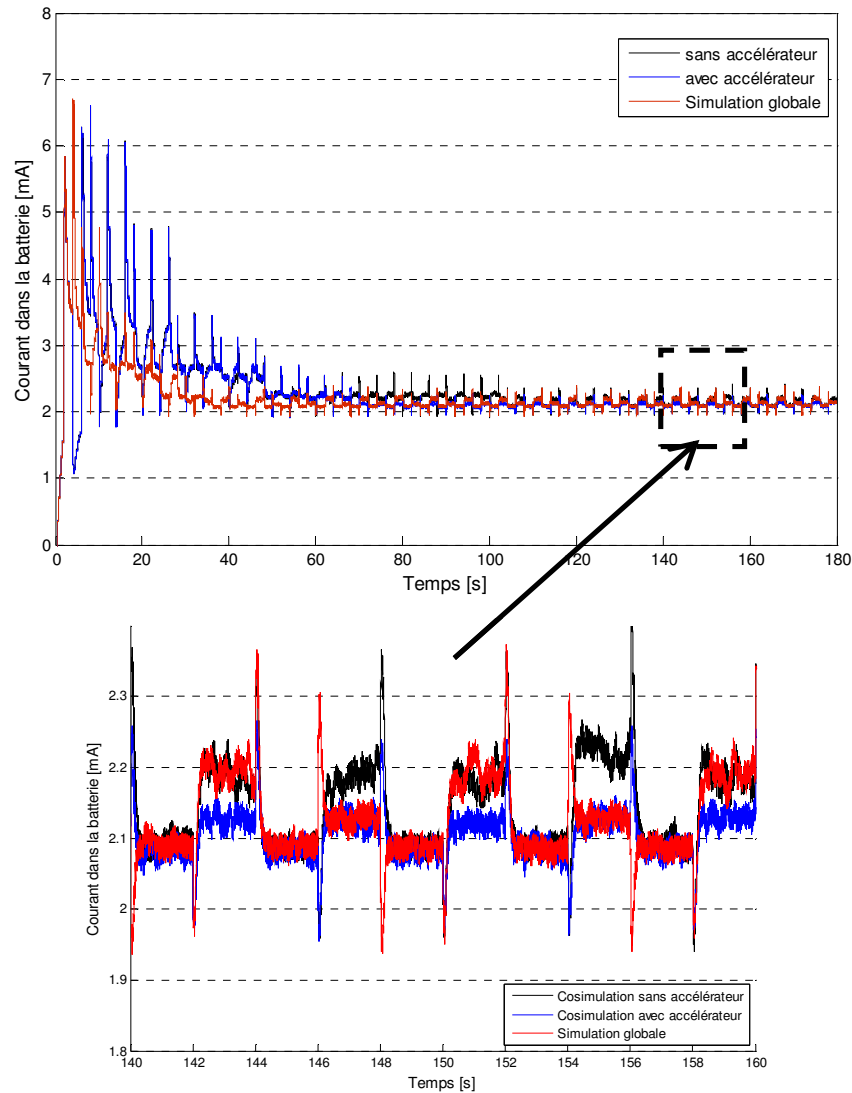 8
7
6
5
4
3
2
1
0
Courant dans la batterie [mA]
sans accélérateur
avec accélérateur
Simulation globale
0 20 40 60 80 100 120 140 160 180
Temps [s]
2.3
2.2
2.1
2
1.9
1.8
Courant dans la batterie [mA]
Cosimulation sans accélérateur
Cosimulation avec accélérateur
Simulation globale
140 142 144 146 148 150 152 154 156 158 160
Temps [s]